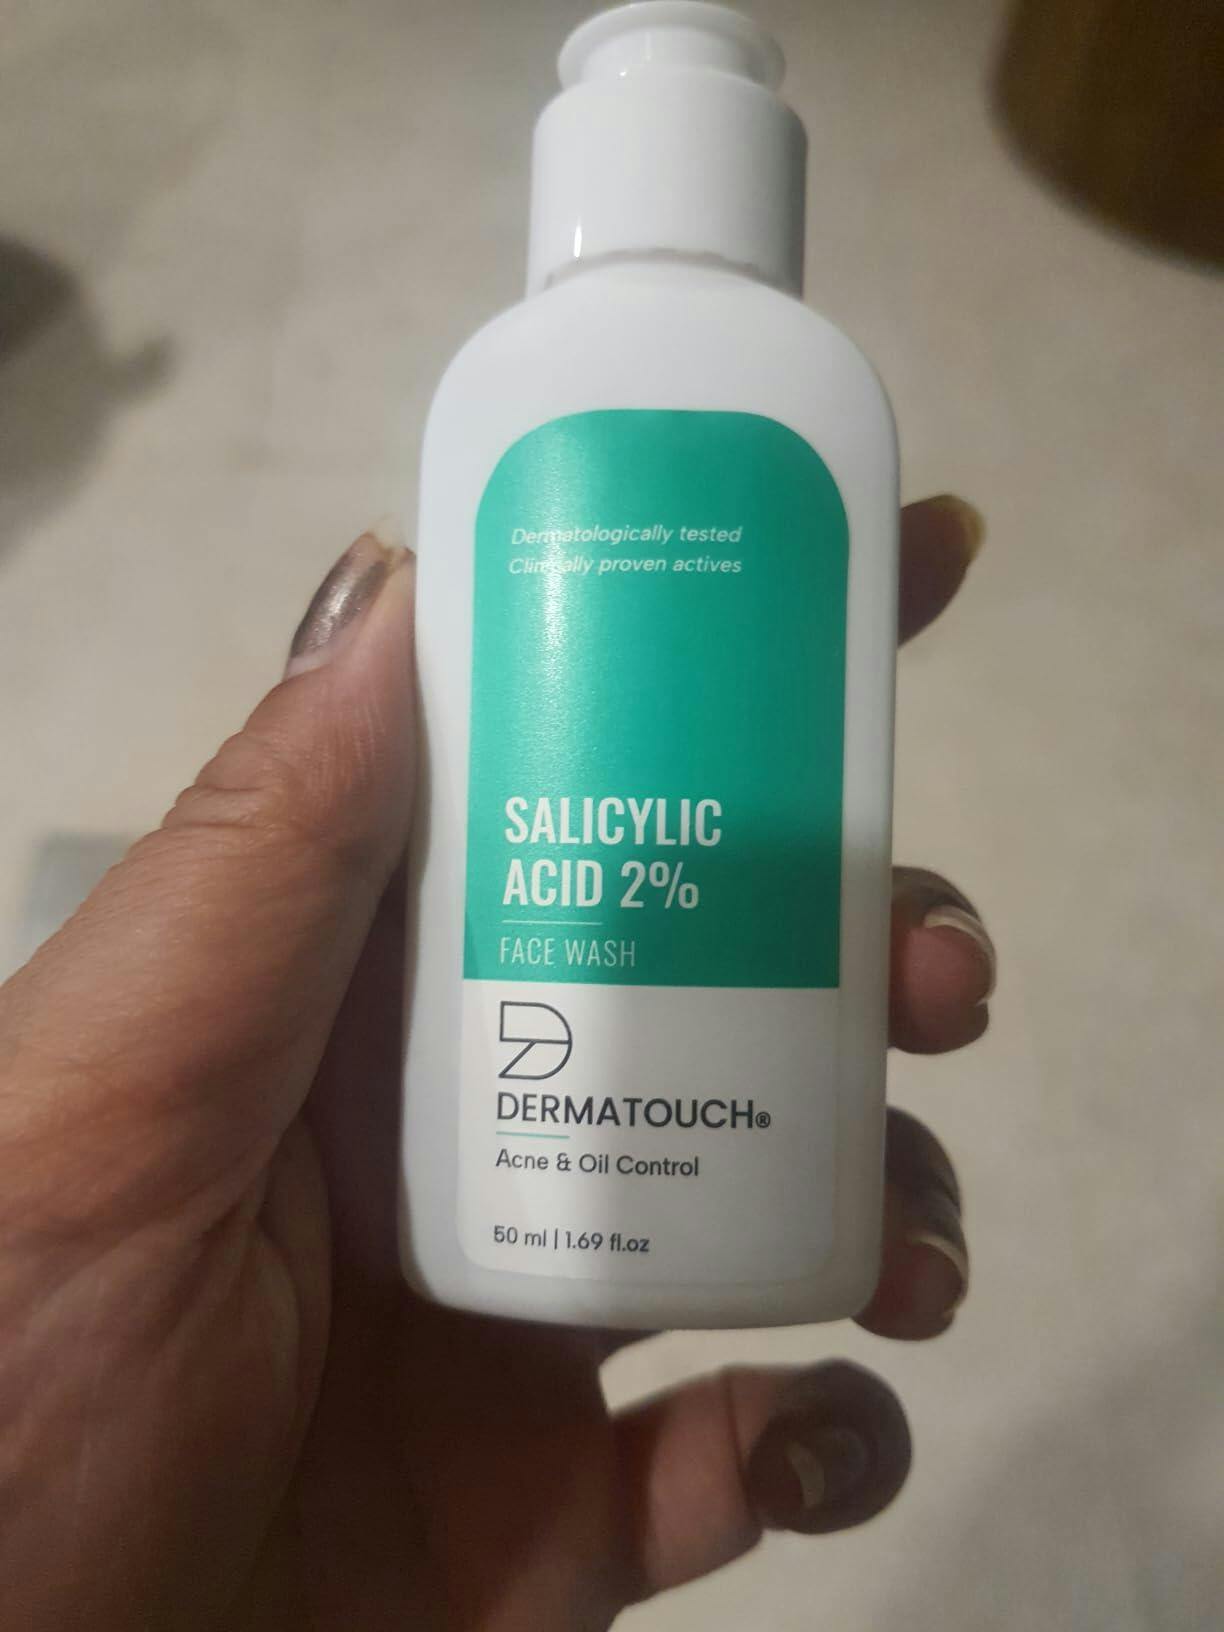 Dermatologically tested
Clinically proven actives
SALICYLIC
ACID 2%
FACE WASH
DERMATOUCH®
Acne & Oil Control
50 ml | 1.69 fl.oz